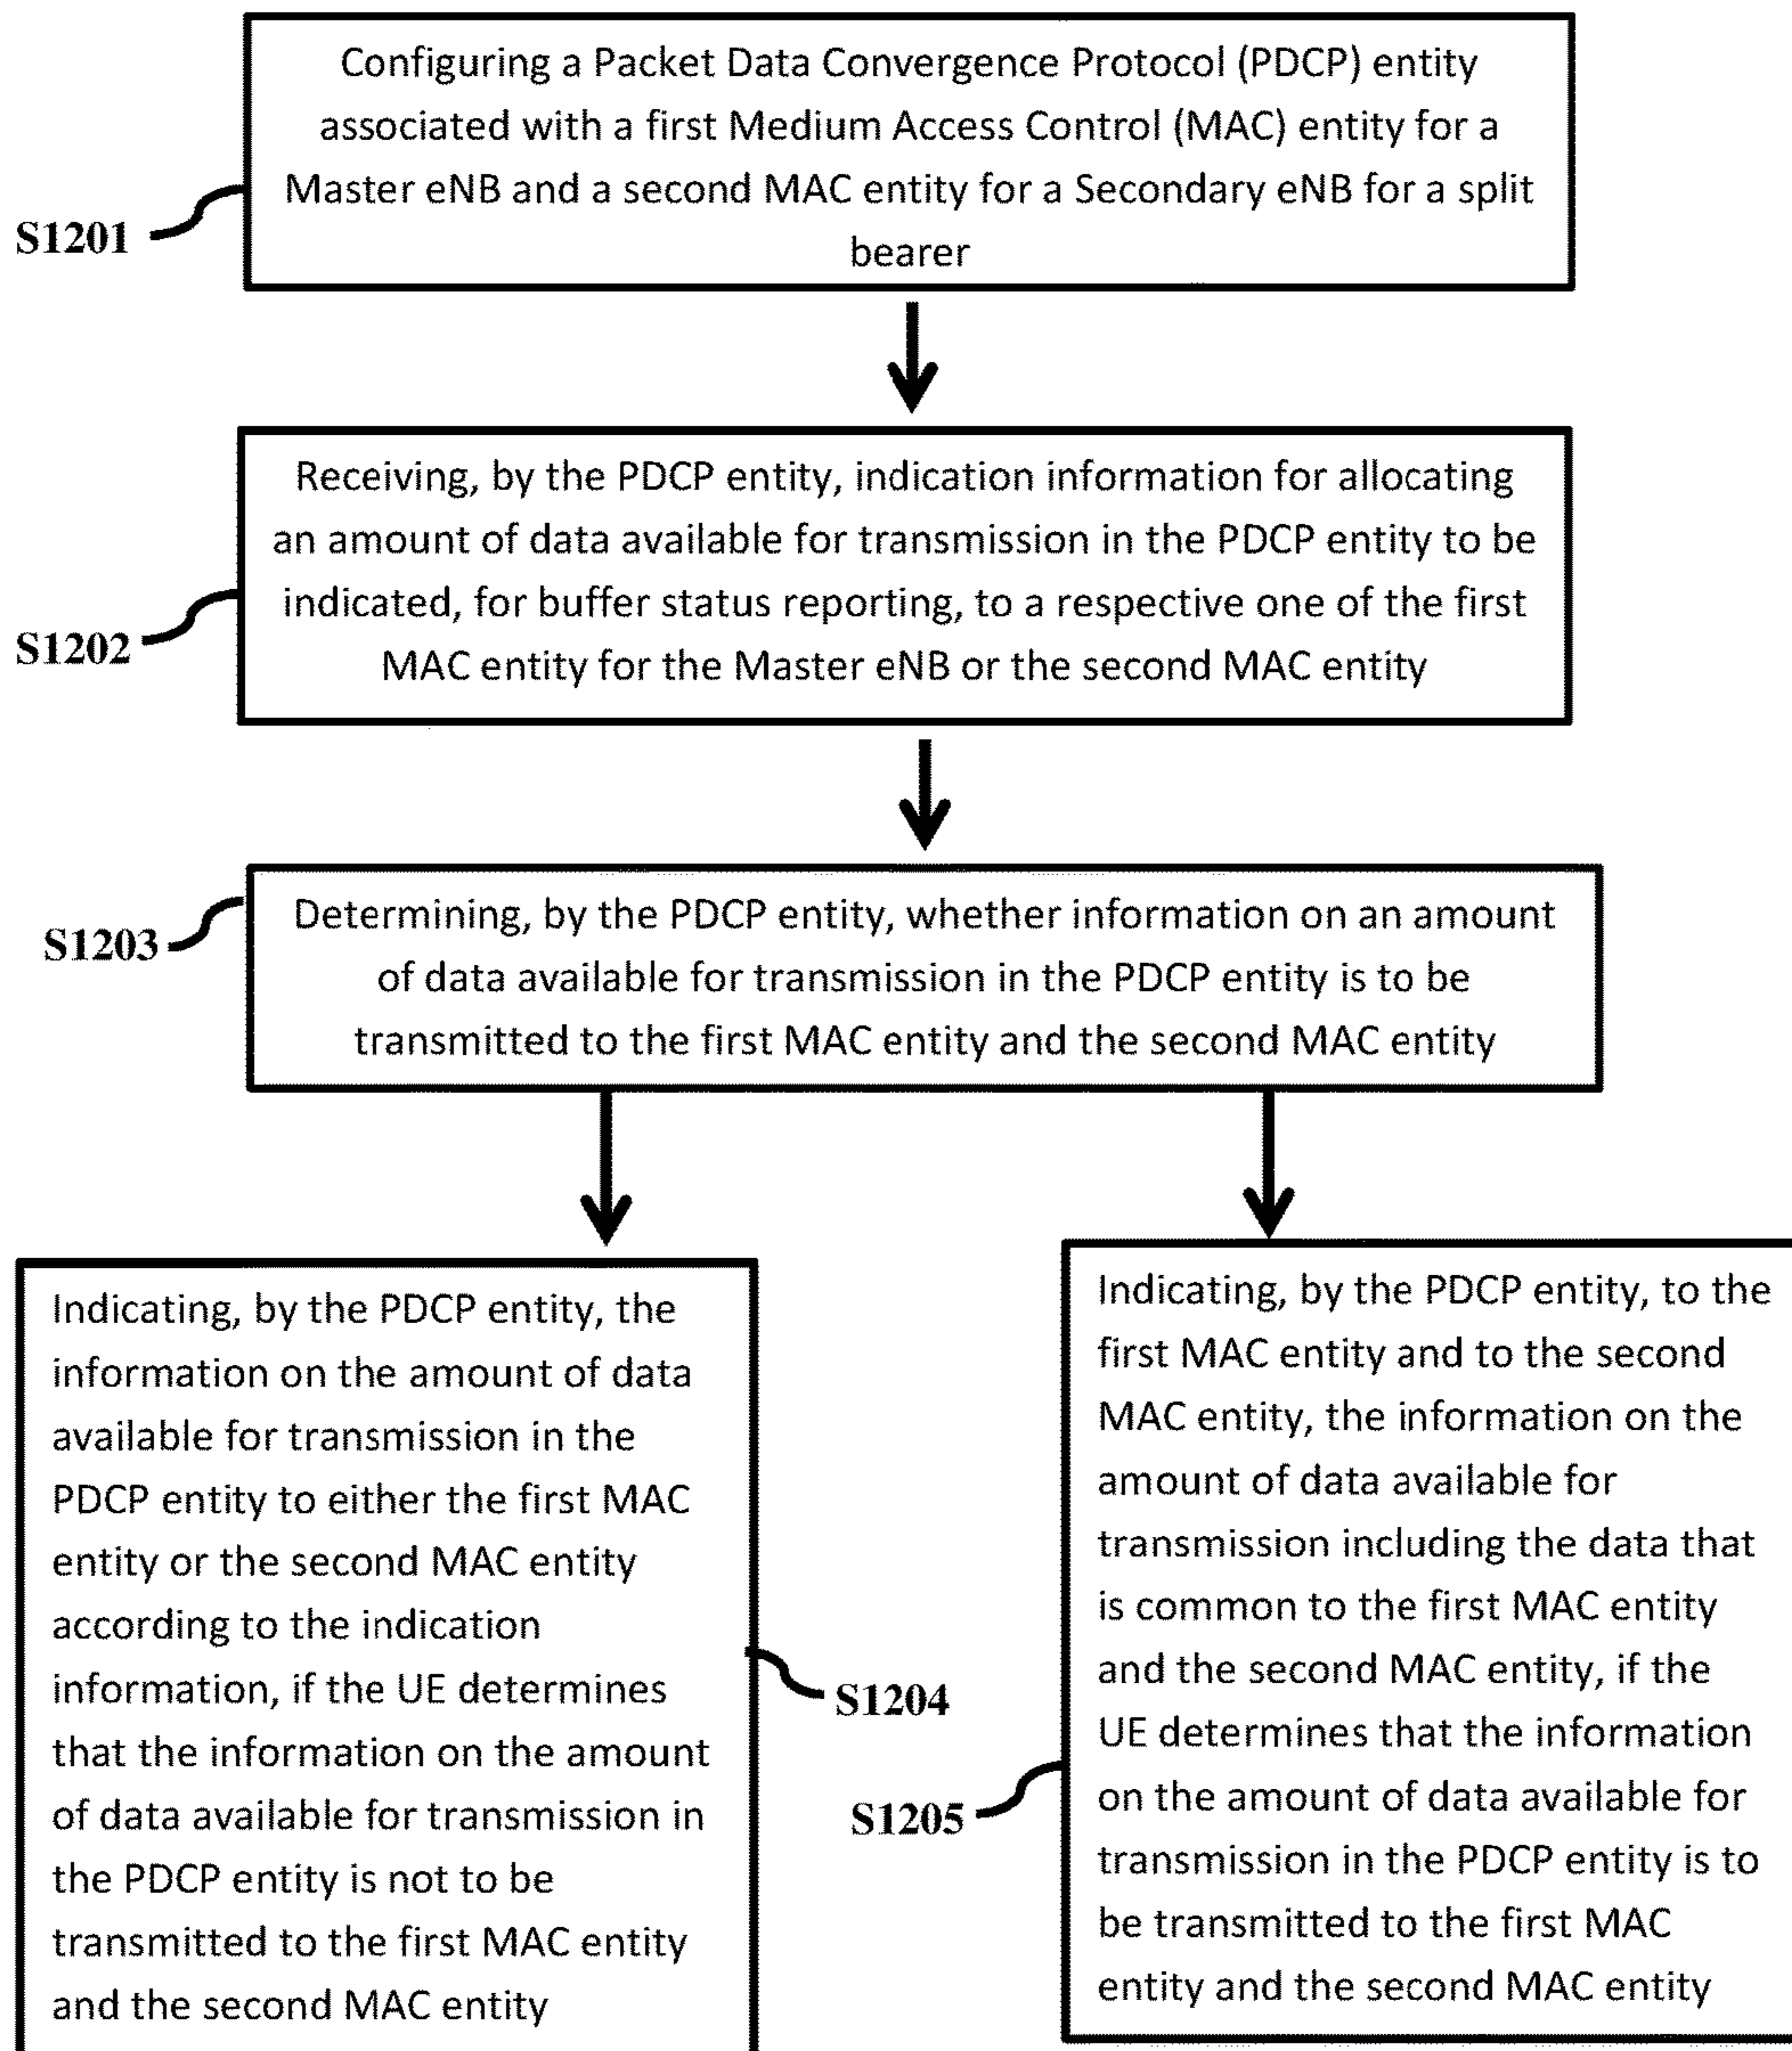 Configuring a Packet Data Convergence Protocol (PDCP) entity
associated with a first Medium Access Control (MAC) entity for a
Master eNB and a second MAC entity for a Secondary eNB for a split
bearer
S1201
Receiving, by the PDCP entity, indication information for allocating
an amount of data available for transmission in the PDCP entity to be
indicated, for buffer status reporting, to a respective one of the first
MAC entity for the Master eNB or the second MAC entity
S1202
Determining, by the PDCP entity, whether information on an amount
of data available for transmission in the PDCP entity is to be
transmitted to the first MAC entity and the second MAC entity
S1203
Indicating, by the PDCP entity, the
information on the amount of data
available for transmission in the
PDCP entity to either the first MAC
entity or the second MAC entity
according to the indication
information, if the UE determines
that the information on the amount
of data available for transmission in
the PDCP entity is not to be
transmitted to the first MAC entity
and the second MAC entity
S1204
Indicating, by the PDCP entity, to the
first MAC entity and to the second
MAC entity, the information on the
amount of data available for
transmission including the data that
is common to the first MAC entity
and the second MAC entity, if the
UE determines that the information
on the amount of data available for
transmission in the PDCP entity is to
be transmitted to the first MAC
entity and the second MAC entity
S1205